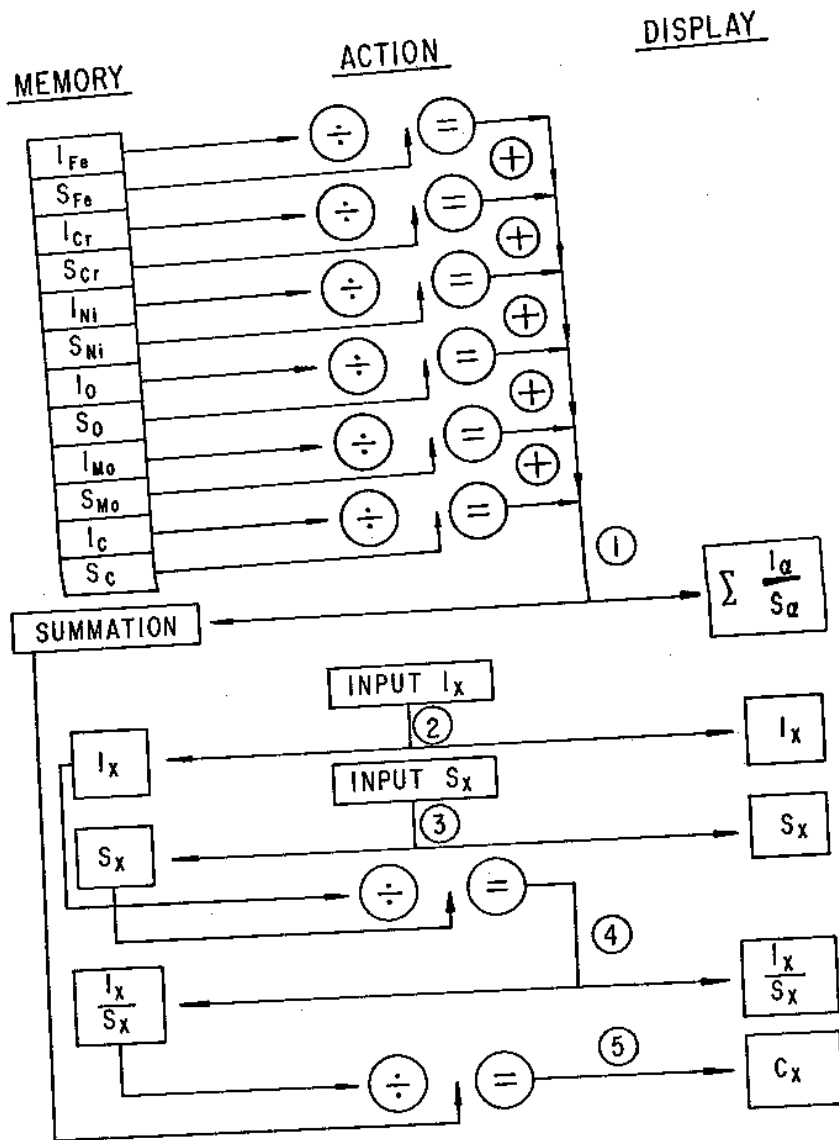 MEMORY ACTION DISPLAY
I_Fe ÷ =
S_Fe +
I_Cr ÷ =
S_Cr +
I_Ni ÷ =
S_Ni +
I_O ÷ =
S_O +
I_Mo ÷ =
S_Mo +
I_C ÷ =
S_C
①
Σ I_α/S_α
SUMMATION
INPUT I_X
②
I_X I_X
INPUT S_X
③
S_X S_X
÷ =
④
I_X/S_X I_X/S_X
⑤
÷ = C_X